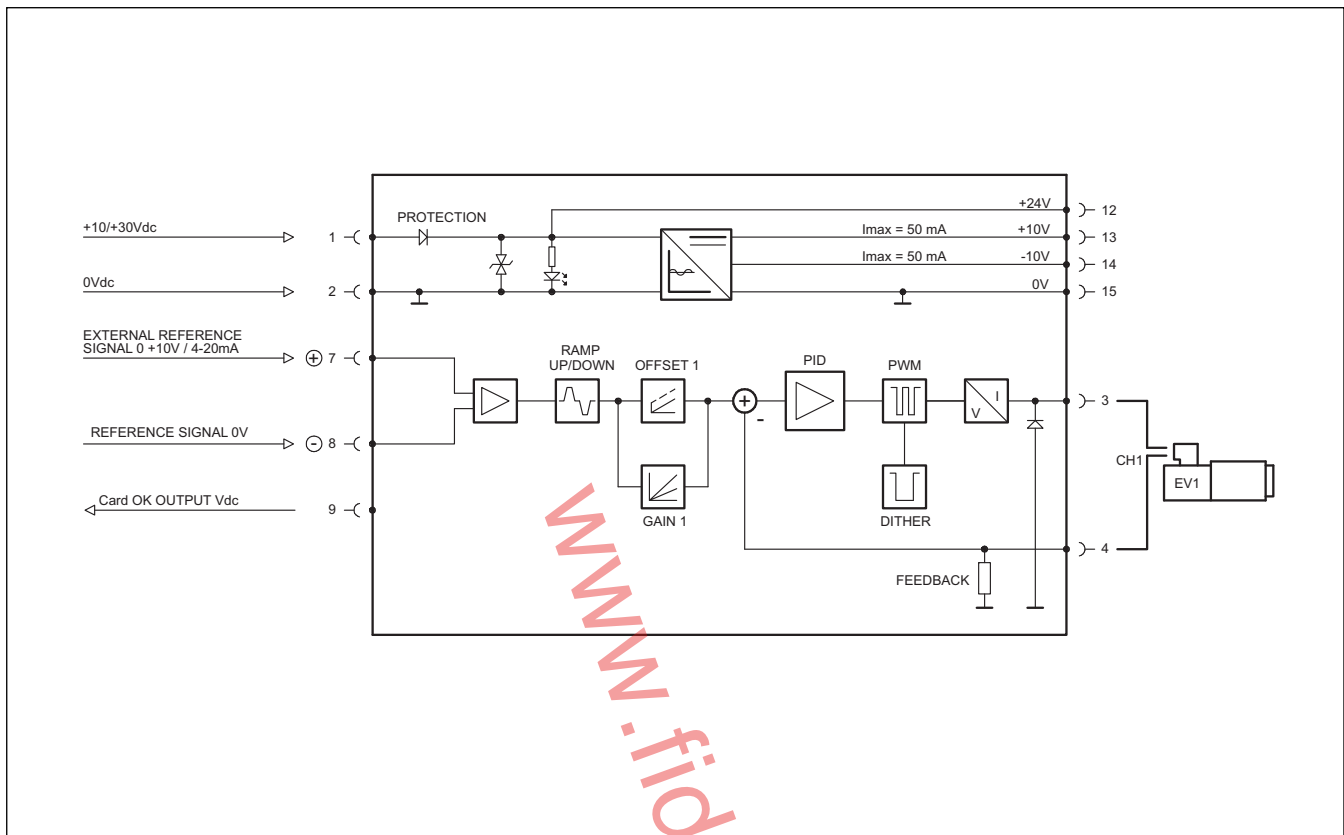 +24V
12
PROTECTION
+10/+30Vdc
1
Imax = 50 mA
+10V
13
Imax = 50 mA
-10V
14
0Vdc
2
0V
15
EXTERNAL REFERENCE
SIGNAL 0 +10V / 4-20mA
+ 7
RAMP
UP/DOWN
OFFSET 1
PID
PWM
+
-
I
V
3
REFERENCE SIGNAL 0V
- 8
CH1
EV1
Card OK OUTPUT Vdc
9
GAIN 1
DITHER
4
FEEDBACK
www.fid